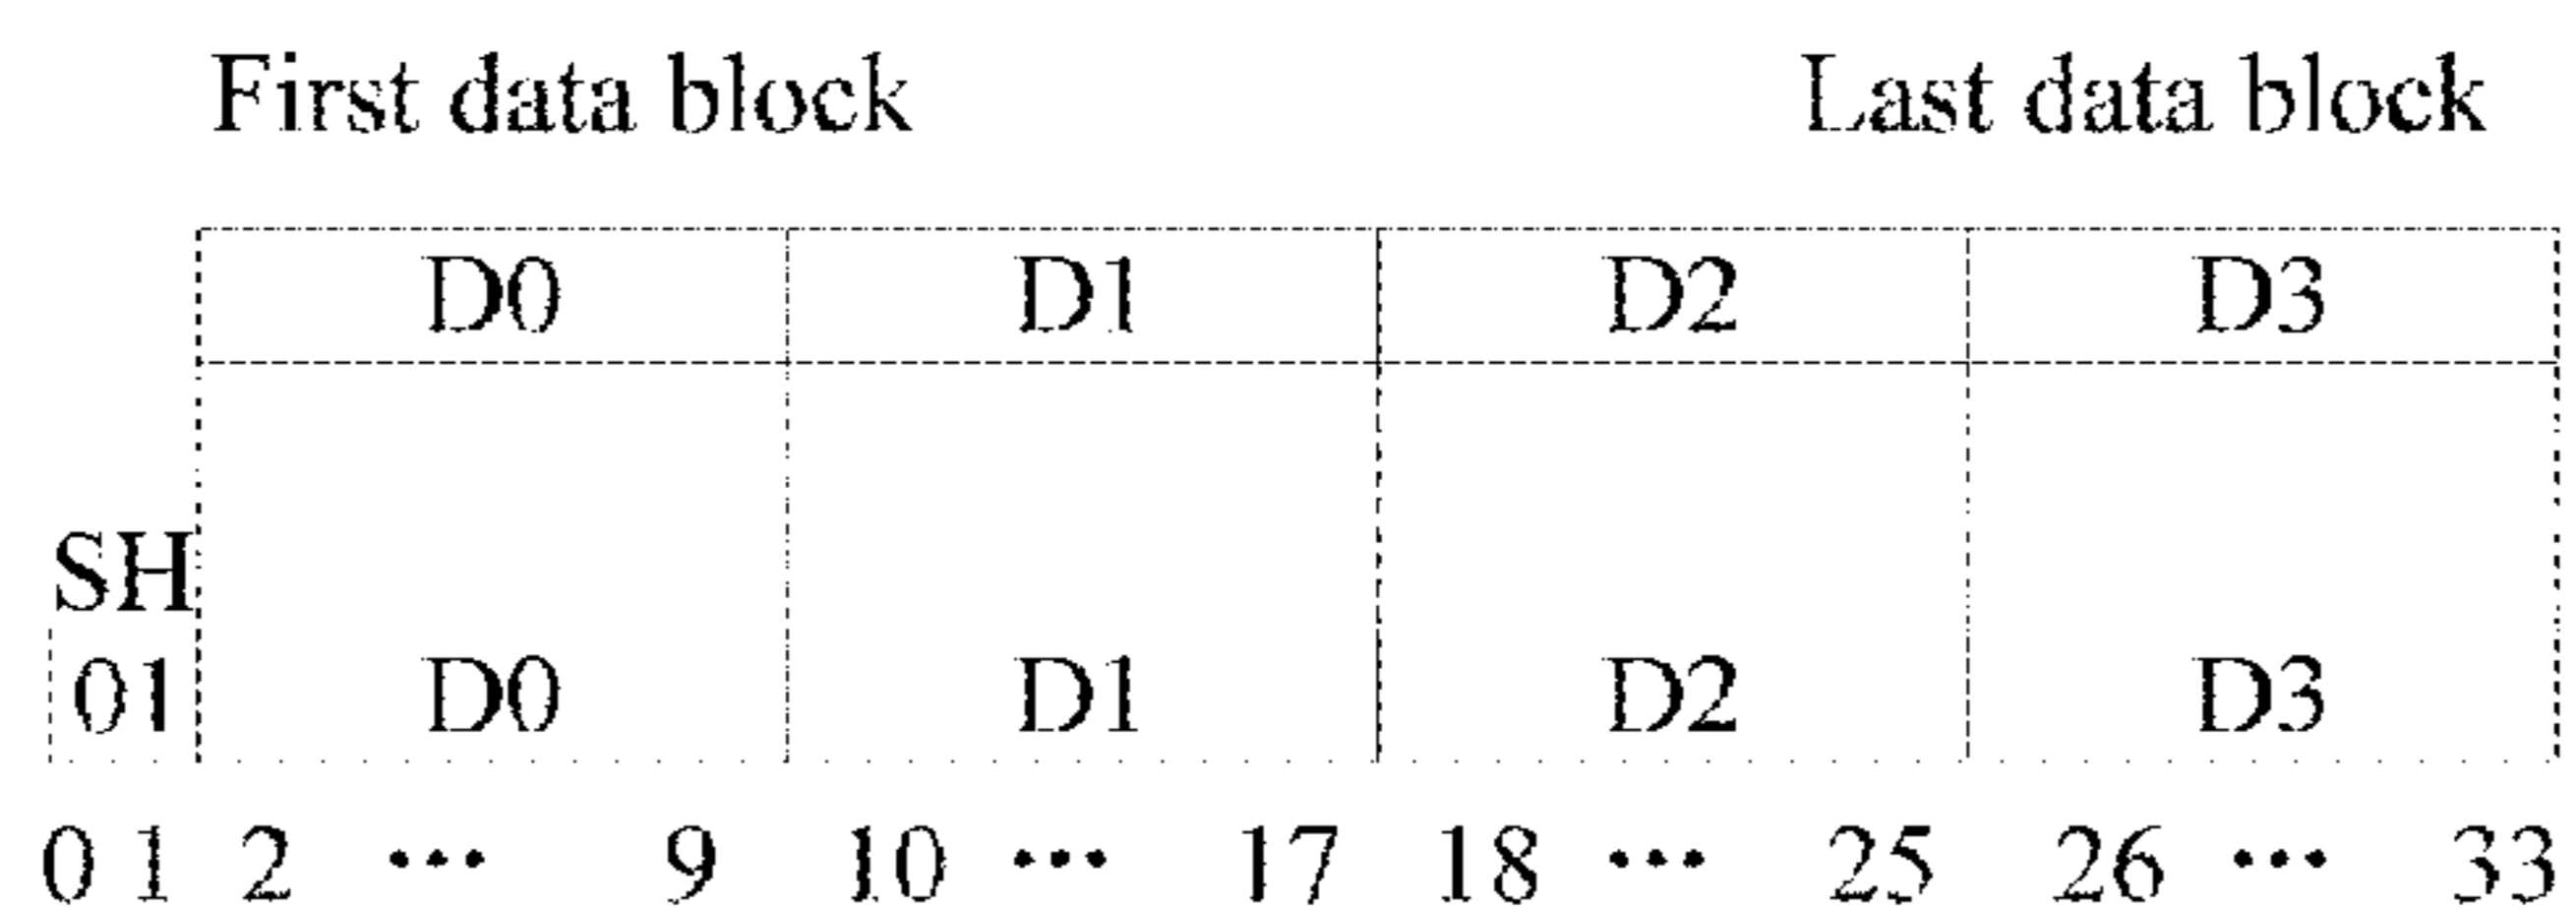 First data block Last data block
D0 D1 D2 D3
SH
01 D0 D1 D2 D3
0 1 2 ••• 9 10 ••• 17 18 ••• 25 26 ••• 33